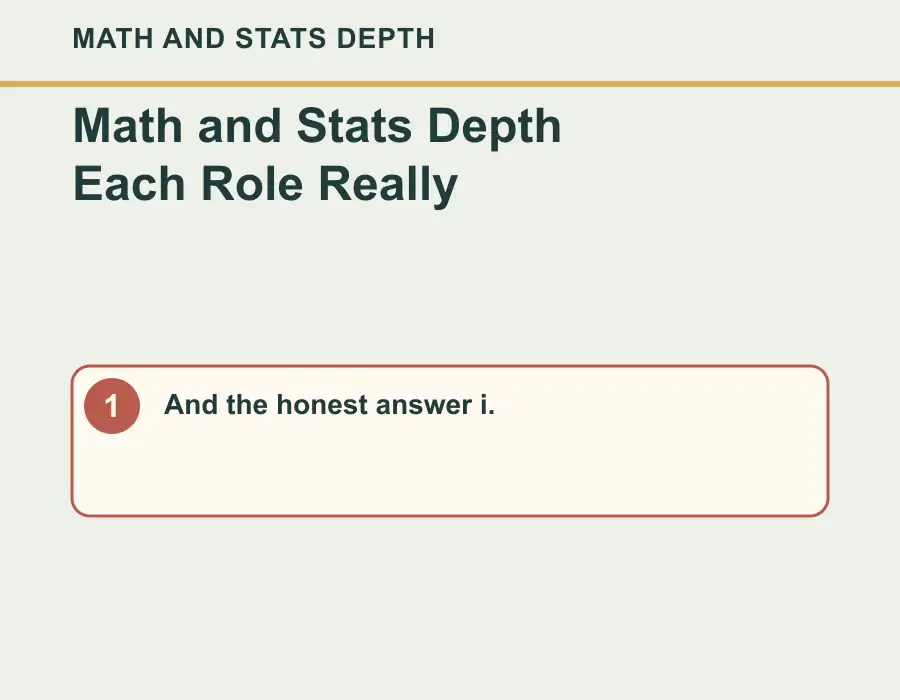 MATH AND STATS DEPTH
Math and Stats Depth
Each Role Really
1 And the honest answer i.